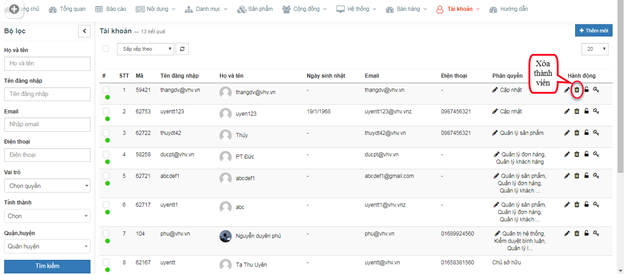 Trang chủ Tổng quan Báo cáo Nội dung Danh mục Sản phẩm Cộng đồng Hệ thống Bán hàng Tài khoản Hướng dẫn
Bộ lọc
Họ và tên
Họ và tên
Tên đăng nhập
Tên đăng nhập
Email
Nhập email
Điện thoại
Điện thoại
Vai trò
Chọn quyền
Tỉnh thành
Chọn
Quận,huyện
Quận huyện
Tìm kiếm
Tài khoản — 13 kết quả
Thêm mới
Sắp xếp theo
20
Xóa
thành
viên
# STT Mã Tên đăng nhập Họ và tên Ngày sinh nhật Email Điện thoại Phân quyền Hành động
1 59421 thangdv@vhv.vn thangdv@vhv.vn - thangdv@vhv.vn - Cập nhật
2 62753 uyentt123 uyen123 19/1/1968 uyentt123@vhv.vnz 0987456321 Cập nhật
3 62722 thuydt42 Thúy - thuydt42@vhv.vn 0987456321 Quản lý sản phẩm
4 58258 ducpt@vhv.vn PT Đức - ducpt@vhv.vn - Quản lý đơn hàng,
Quản lý khách hàng
5 62721 abcdef1 abcdef1 - abcdef1@gmail.com - Quản lý sản phẩm,
Quản lý đơn hàng,
Quản lý khách ...
6 62717 uyentt1 abc - uyentt1@vhv.vnz - Quản lý sản phẩm,
Quản lý đơn hàng,
Quản lý khách ...
7 104 phu@vhv.vn Nguyễn duyên phú - phu@vhv.vn 01689924560 Quản trị hệ thống,
Kiểm duyệt bình luận,
Quản lý l...
8 62167 uyentt Tạ Thu Uyên - uyentt@vhv.vn 01658381560 Chủ sở hữu